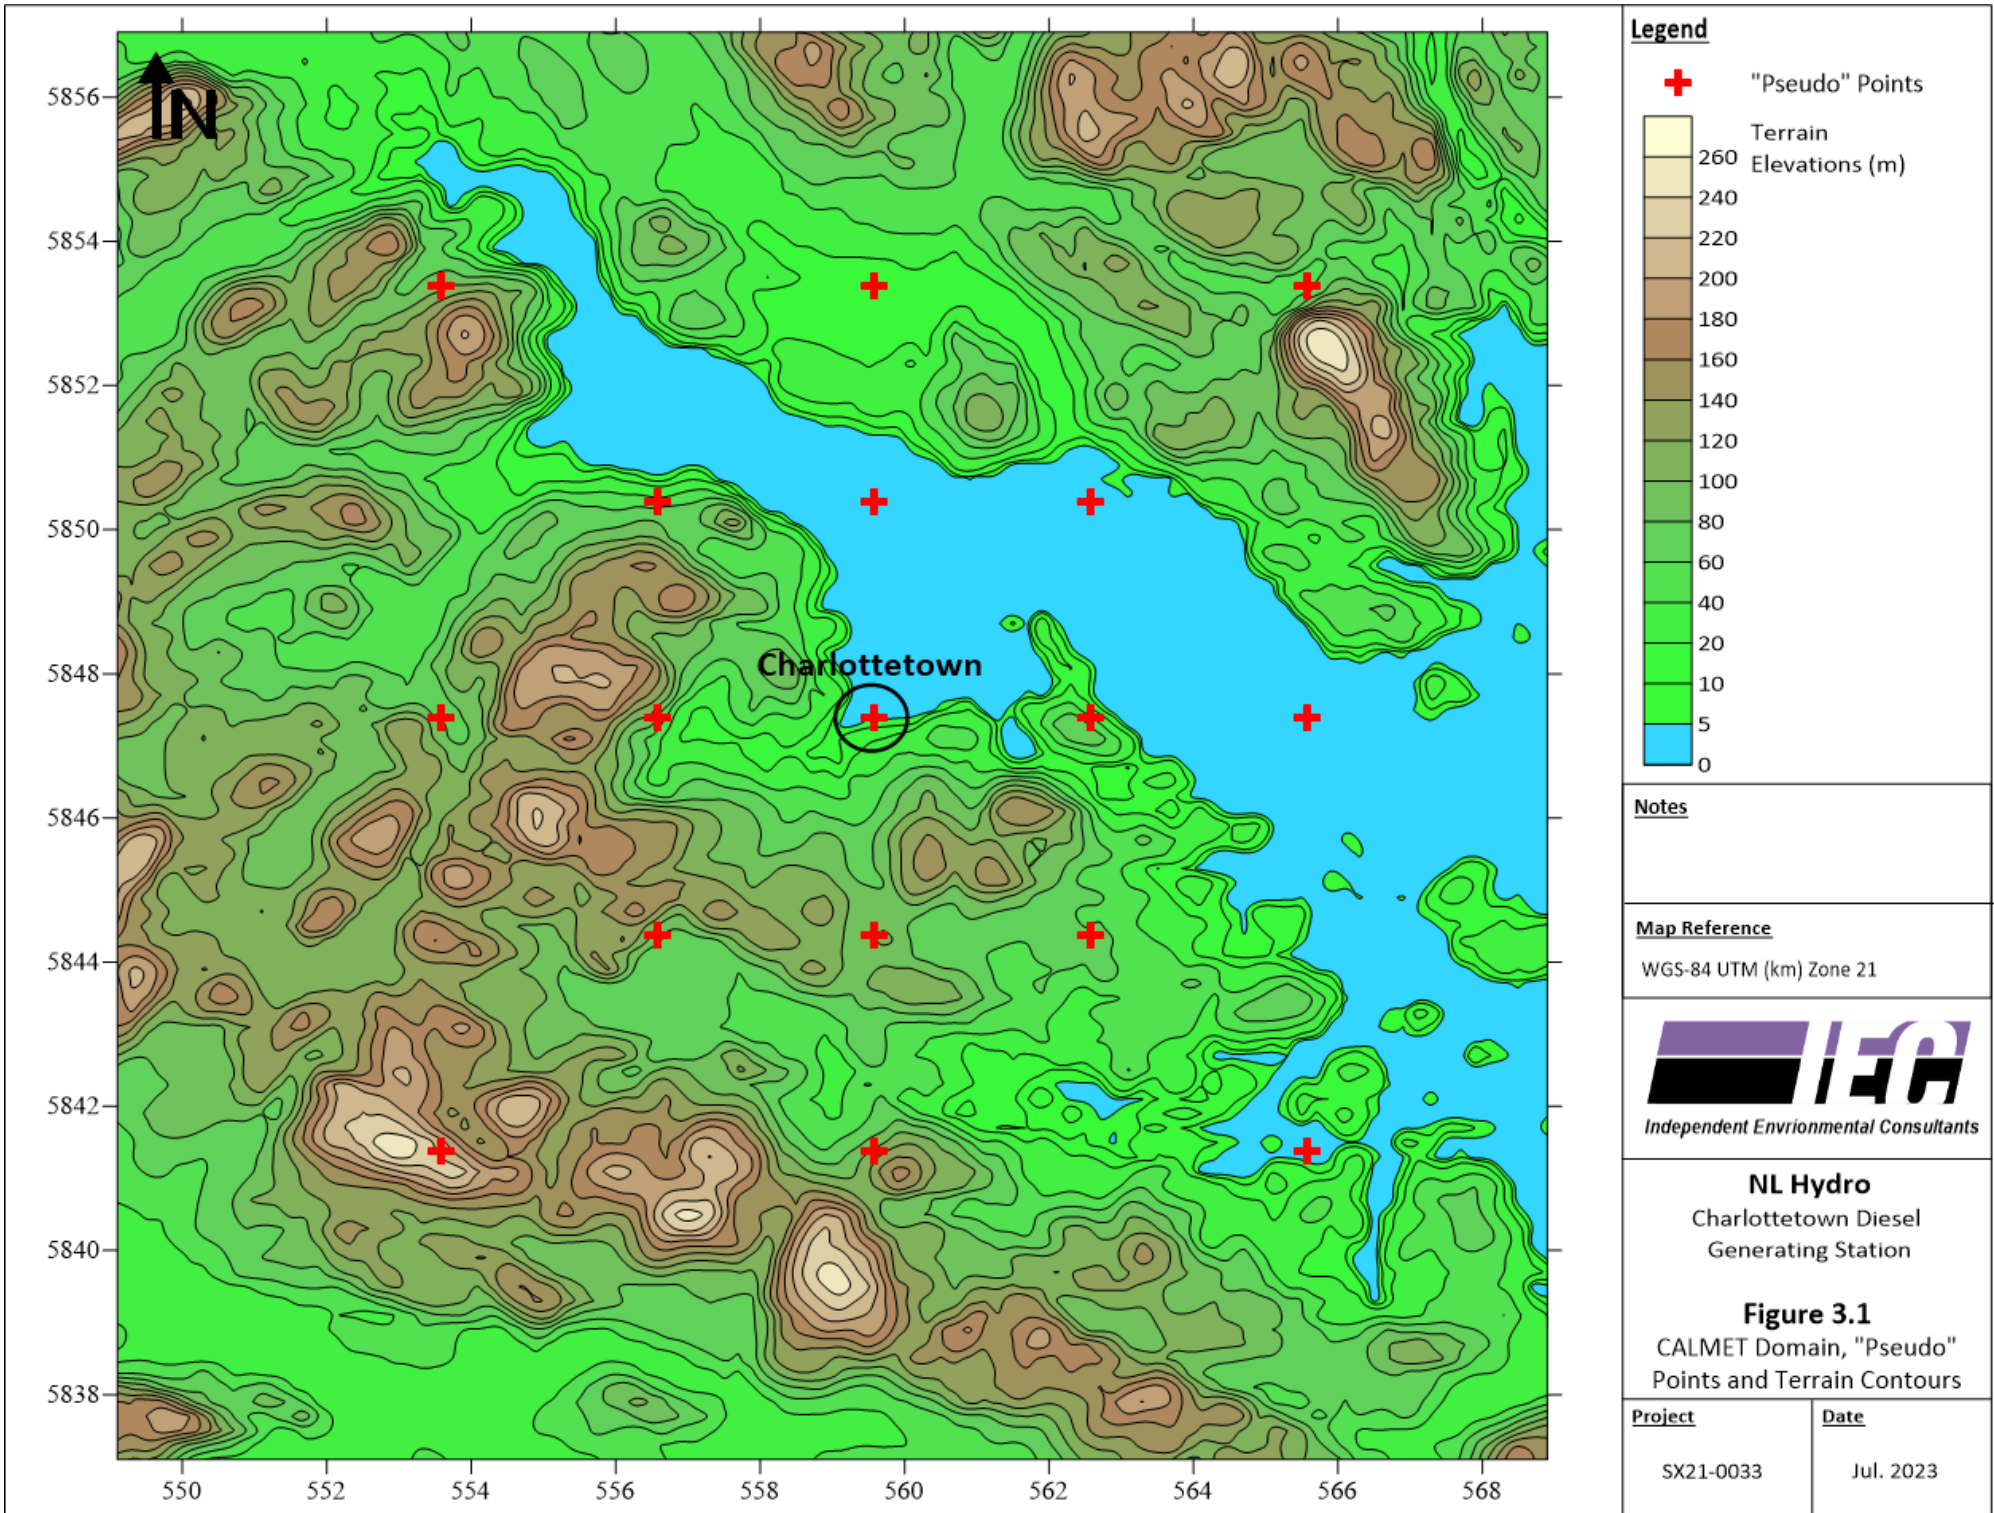 N
5856
5854
5852
5850
5848
5846
5844
5842
5840
5838
550
552
554
556
558
560
562
564
566
568
Charlottetown
Legend
"Pseudo" Points
Terrain
Elevations (m)
260
240
220
200
180
160
140
120
100
80
60
40
20
10
5
0
Notes
Map Reference
WGS-84 UTM (km) Zone 21
IEC
Independent Envrionmental Consultants
NL Hydro
Charlottetown Diesel
Generating Station
Figure 3.1
CALMET Domain, "Pseudo"
Points and Terrain Contours
Project
SX21-0033
Date
Jul. 2023